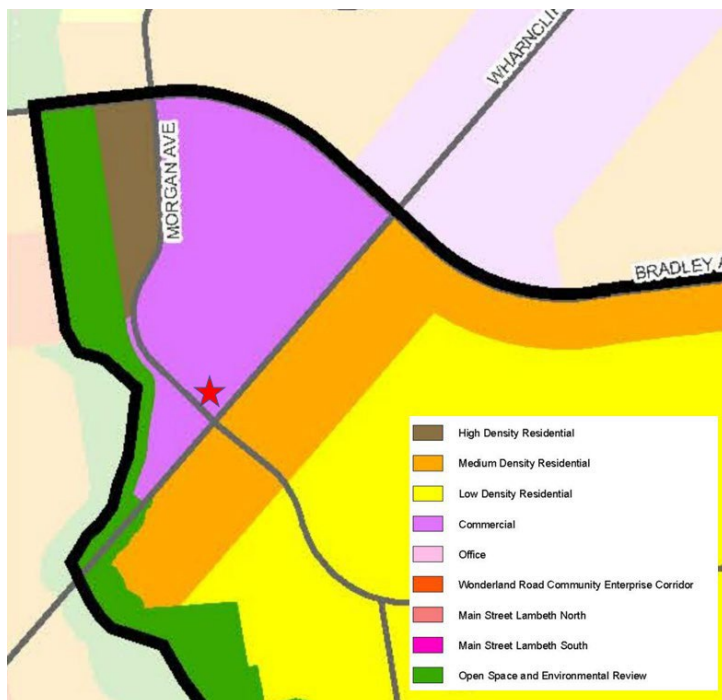 WHARNCLI
MORGAN AVE
BRADLEY A
High Density Residential
Medium Density Residential
Low Density Residential
Commercial
Office
Wonderland Road Community Enterprise Corridor
Main Street Lambeth North
Main Street Lambeth South
Open Space and Environmental Review